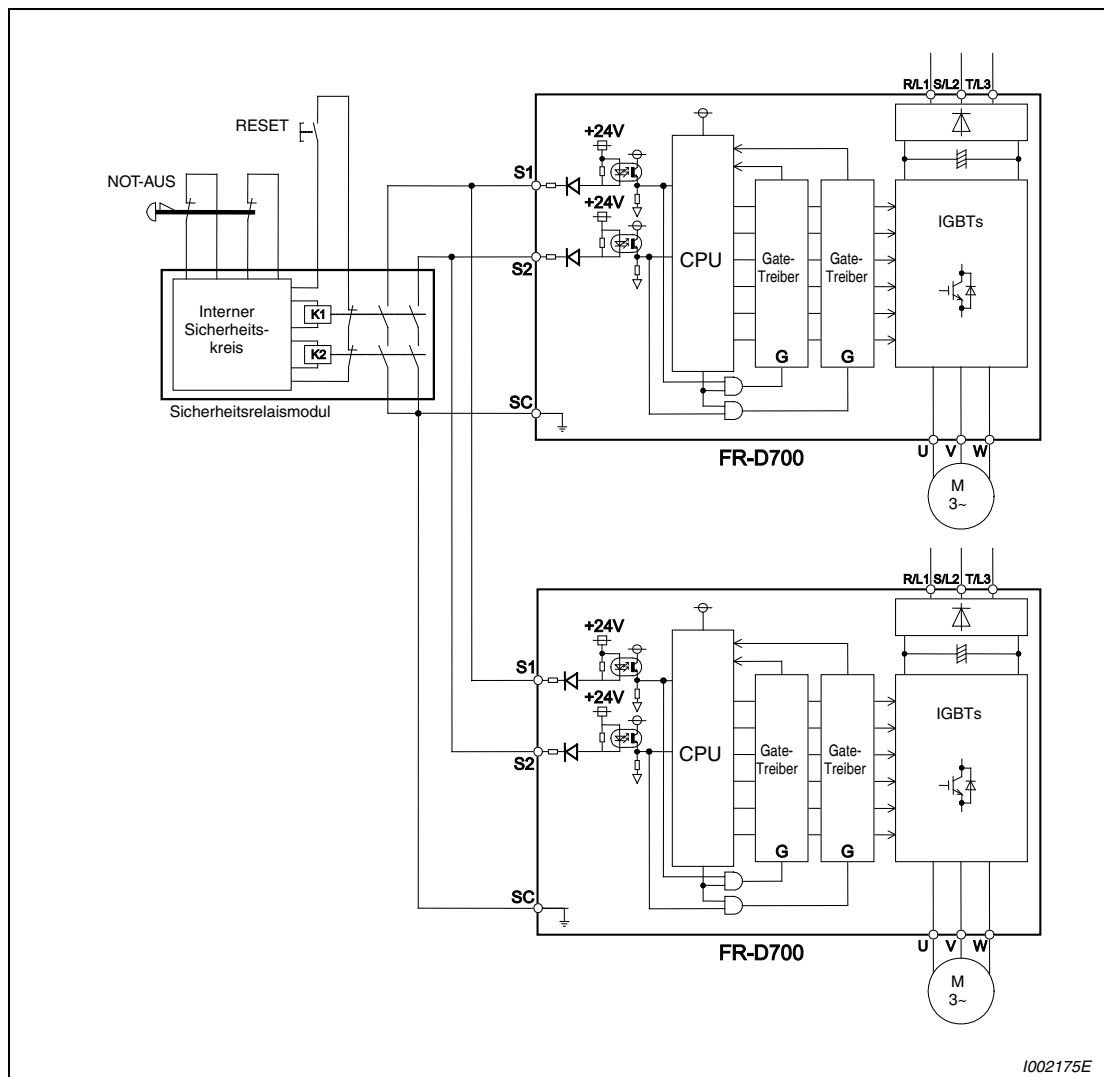 R/L1 S/L2 T/L3
RESET
+24V
NOT-AUS
S1
+24V
IGBTs
S2
CPU
Gate-
Treiber
Gate-
Treiber
Interner
Sicherheits-
kreis
K1
K2
G
G
SC
Sicherheitsrelaismodul
FR-D700
U V W
M
3~
R/L1 S/L2 T/L3
+24V
S1
+24V
IGBTs
S2
CPU
Gate-
Treiber
Gate-
Treiber
G
G
SC
FR-D700
U V W
M
3~
I002175E